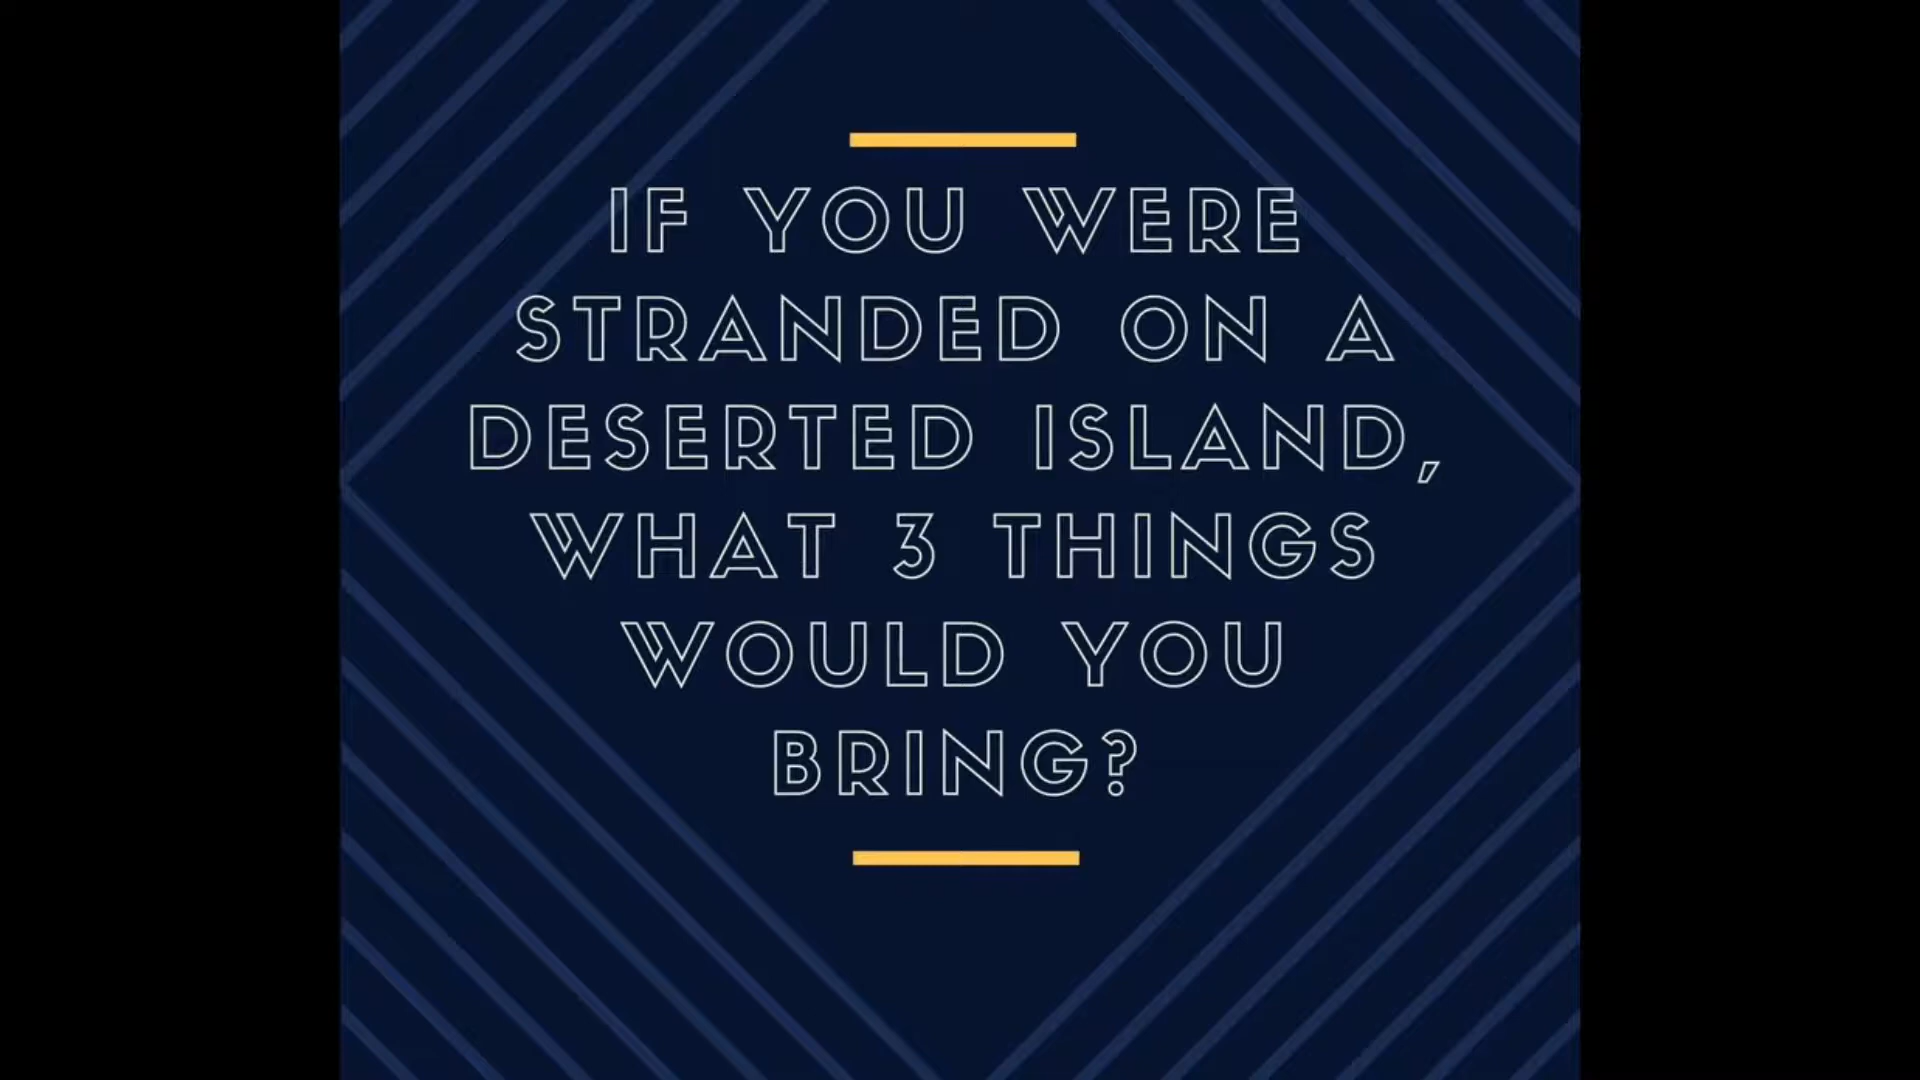 IF YOU WERE
STRANDED ON A
DESERTED ISLAND,
WHAT 3 THINGS
WOULD YOU
BRING?